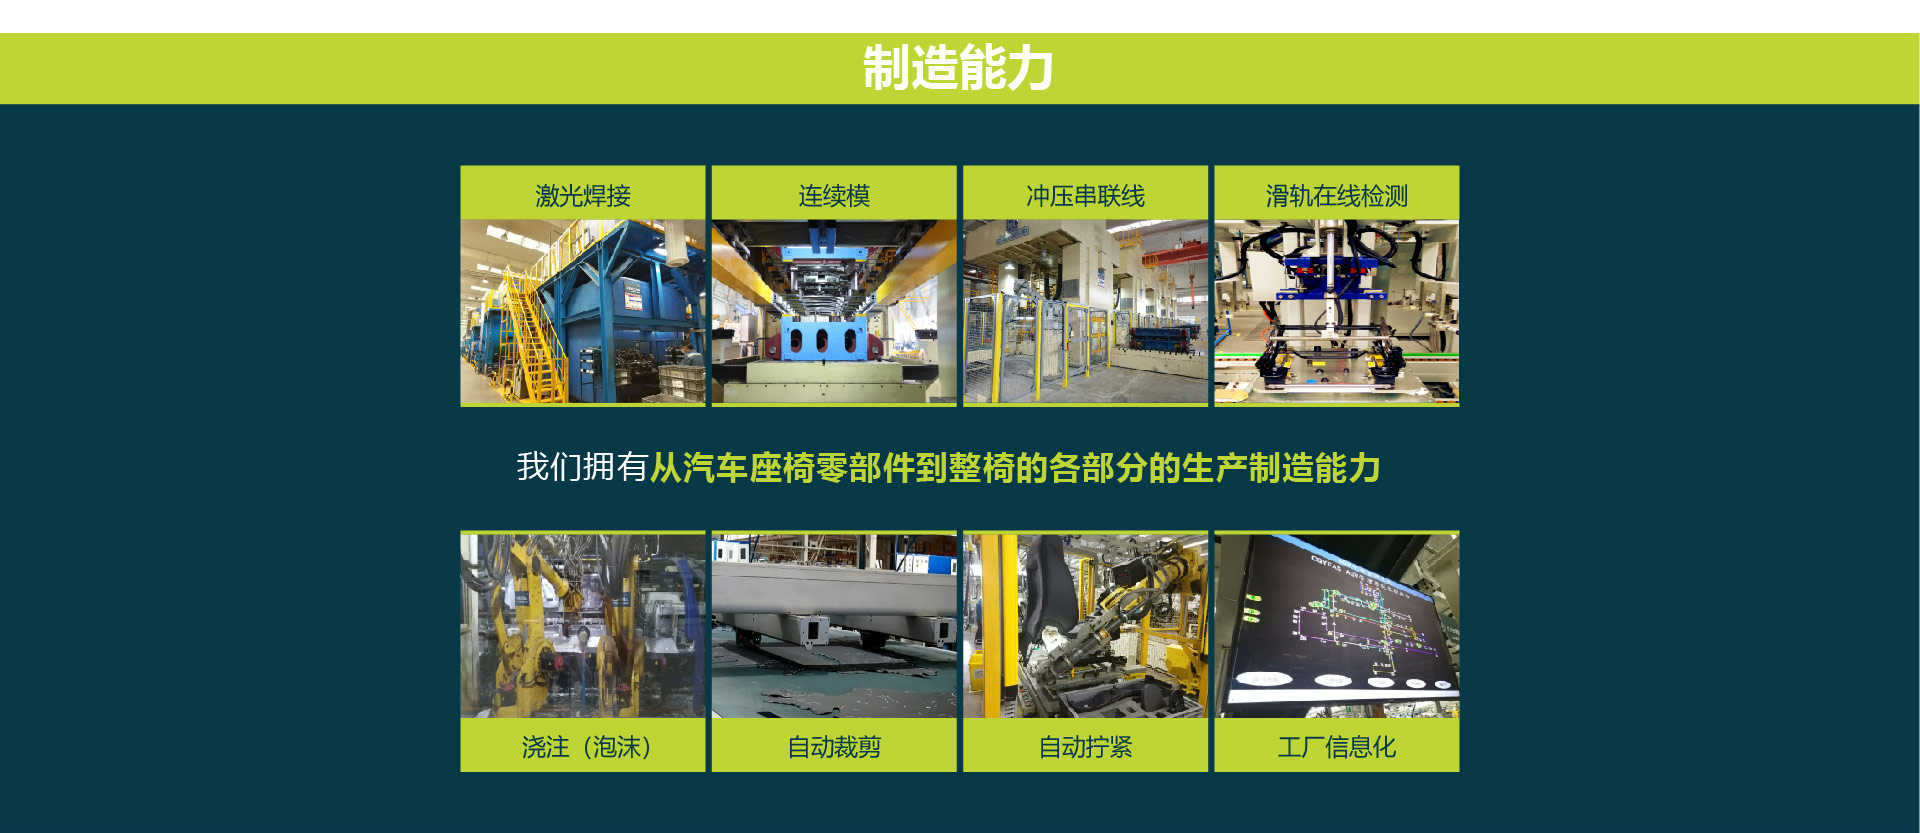 制造能力
激光焊接
连续模
冲压串联线
滑轨在线检测
我们拥有从汽车座椅零部件到整椅的各部分的生产制造能力
浇注（泡沫）
自动裁剪
自动拧紧
工厂信息化